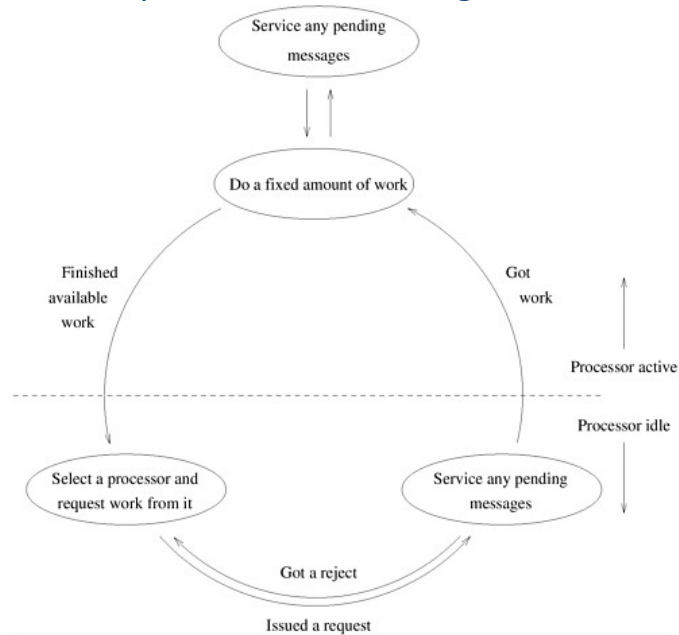 Service any pending
messages
Do a fixed amount of work
Finished
available
work
Got
work
Processor active
Processor idle
Select a processor and
request work from it
Service any pending
messages
Got a reject
Issued a request